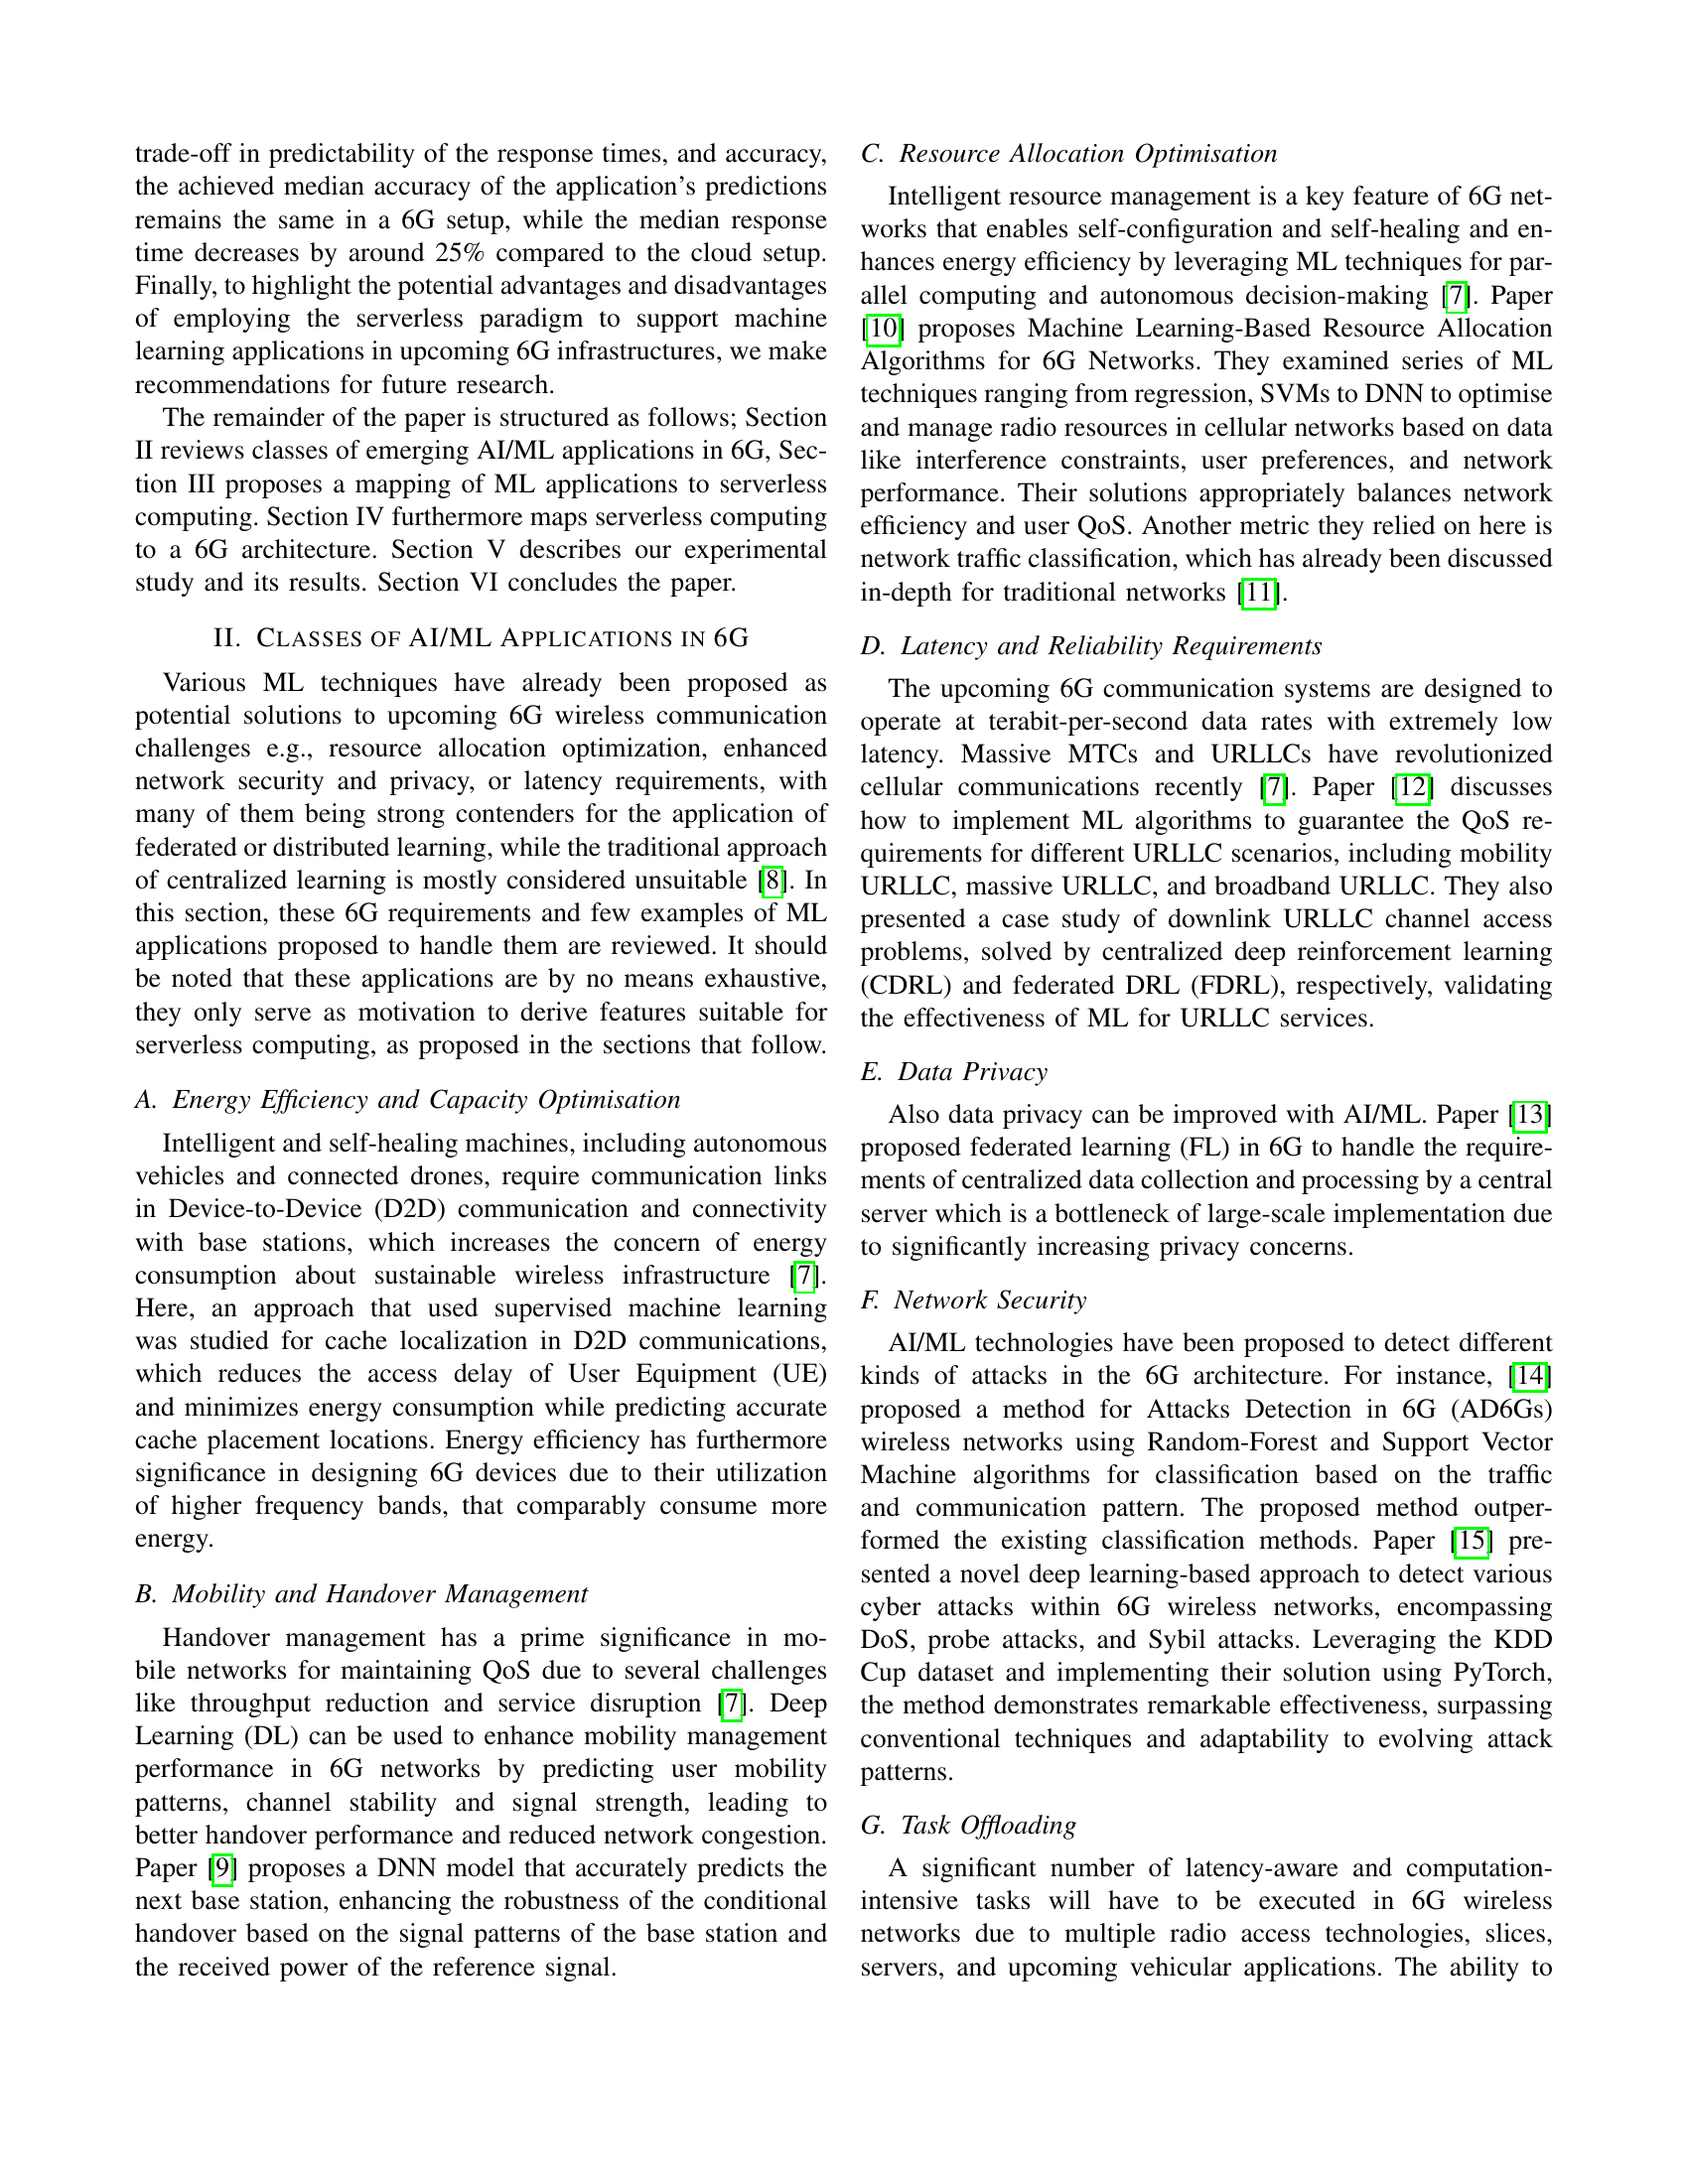 trade-off in predictability of the response times, and accuracy,
the achieved median accuracy of the application's predictions
remains the same in a 6G setup, while the median response
time decreases by around 25% compared to the cloud setup.
Finally, to highlight the potential advantages and disadvantages
of employing the serverless paradigm to support machine
learning applications in upcoming 6G infrastructures, we make
recommendations for future research.
The remainder of the paper is structured as follows; Section
II reviews classes of emerging AI/ML applications in 6G, Sec-
tion III proposes a mapping of ML applications to serverless
computing. Section IV furthermore maps serverless computing
to a 6G architecture. Section V describes our experimental
study and its results. Section VI concludes the paper.
II. CLASSES OF AI/ML APPLICATIONS IN 6G
Various ML techniques have already been proposed as
potential solutions to upcoming 6G wireless communication
challenges e.g., resource allocation optimization, enhanced
network security and privacy, or latency requirements, with
many of them being strong contenders for the application of
federated or distributed learning, while the traditional approach
of centralized learning is mostly considered unsuitable [8]. In
this section, these 6G requirements and few examples of ML
applications proposed to handle them are reviewed. It should
be noted that these applications are by no means exhaustive,
they only serve as motivation to derive features suitable for
serverless computing, as proposed in the sections that follow.
A. Energy Efficiency and Capacity Optimisation
Intelligent and self-healing machines, including autonomous
vehicles and connected drones, require communication links
in Device-to-Device (D2D) communication and connectivity
with base stations, which increases the concern of energy
consumption about sustainable wireless infrastructure [7].
Here, an approach that used supervised machine learning
was studied for cache localization in D2D communications,
which reduces the access delay of User Equipment (UE)
and minimizes energy consumption while predicting accurate
cache placement locations. Energy efficiency has furthermore
significance in designing 6G devices due to their utilization
of higher frequency bands, that comparably consume more
energy.
B. Mobility and Handover Management
Handover management has a prime significance in mo-
bile networks for maintaining QoS due to several challenges
like throughput reduction and service disruption [7]. Deep
Learning (DL) can be used to enhance mobility management
performance in 6G networks by predicting user mobility
patterns, channel stability and signal strength, leading to
better handover performance and reduced network congestion.
Paper [9] proposes a DNN model that accurately predicts the
next base station, enhancing the robustness of the conditional
handover based on the signal patterns of the base station and
the received power of the reference signal.
C. Resource Allocation Optimisation
Intelligent resource management is a key feature of 6G net-
works that enables self-configuration and self-healing and en-
hances energy efficiency by leveraging ML techniques for par-
allel computing and autonomous decision-making [7]. Paper
[10] proposes Machine Learning-Based Resource Allocation
Algorithms for 6G Networks. They examined series of ML
techniques ranging from regression, SVMs to DNN to optimise
and manage radio resources in cellular networks based on data
like interference constraints, user preferences, and network
performance. Their solutions appropriately balances network
efficiency and user QoS. Another metric they relied on here is
network traffic classification, which has already been discussed
in-depth for traditional networks [11].
D. Latency and Reliability Requirements
The upcoming 6G communication systems are designed to
operate at terabit-per-second data rates with extremely low
latency. Massive MTCs and URLLCs have revolutionized
cellular communications recently [7]. Paper [12] discusses
how to implement ML algorithms to guarantee the QoS re-
quirements for different URLLC scenarios, including mobility
URLLC, massive URLLC, and broadband URLLC. They also
presented a case study of downlink URLLC channel access
problems, solved by centralized deep reinforcement learning
(CDRL) and federated DRL (FDRL), respectively, validating
the effectiveness of ML for URLLC services.
E. Data Privacy
Also data privacy can be improved with AI/ML. Paper [13]
proposed federated learning (FL) in 6G to handle the require-
ments of centralized data collection and processing by a central
server which is a bottleneck of large-scale implementation due
to significantly increasing privacy concerns.
F. Network Security
AI/ML technologies have been proposed to detect different
kinds of attacks in the 6G architecture. For instance, [14]
proposed a method for Attacks Detection in 6G (AD6Gs)
wireless networks using Random-Forest and Support Vector
Machine algorithms for classification based on the traffic
and communication pattern. The proposed method outper-
formed the existing classification methods. Paper [15] pre-
sented a novel deep learning-based approach to detect various
cyber attacks within 6G wireless networks, encompassing
DoS, probe attacks, and Sybil attacks. Leveraging the KDD
Cup dataset and implementing their solution using PyTorch,
the method demonstrates remarkable effectiveness, surpassing
conventional techniques and adaptability to evolving attack
patterns.
G. Task Offloading
A significant number of latency-aware and computation-
intensive tasks will have to be executed in 6G wireless
networks due to multiple radio access technologies, slices,
servers, and upcoming vehicular applications. The ability to